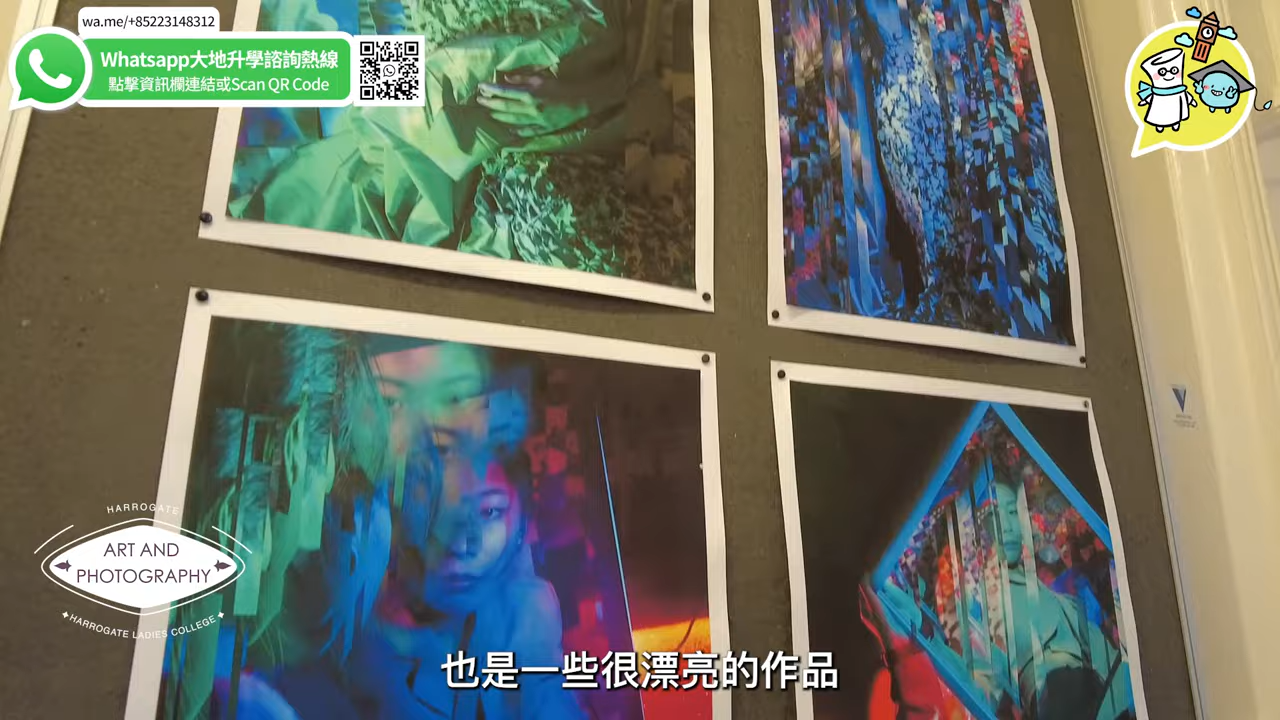 wa.me/+85223148312
Whatsapp大地升學諮詢熱線
點擊資訊欄連結或Scan QR Code
HARROGATE
ART AND
PHOTOGRAPHY
HARROGATE LADIES COLLEGE
也是一些很漂亮的作品